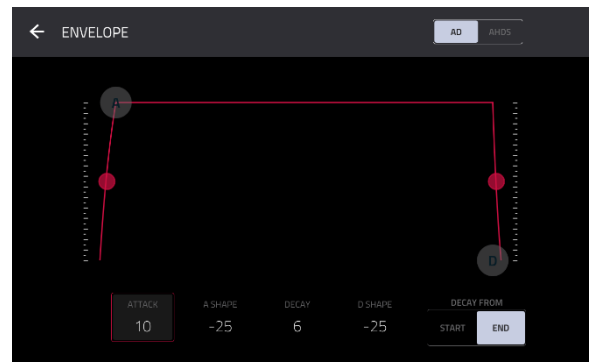 ENVELOPE
AD AHDS
A
D
ATTACK A SHAPE DECAY D SHAPE DECAY FROM
10 -25 6 -25 START END